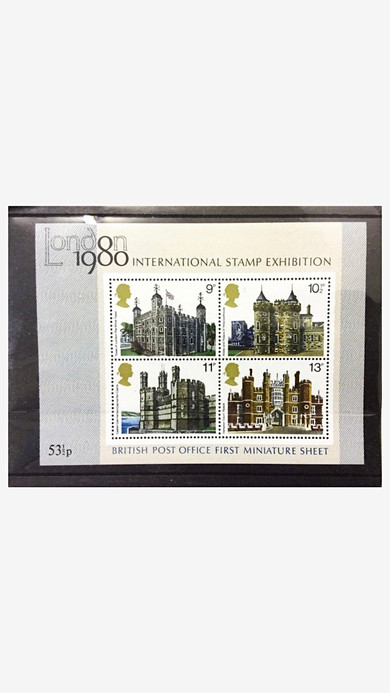 London
1980 INTERNATIONAL STAMP EXHIBITION
9p
10½p
11p
13p
53½p
BRITISH POST OFFICE FIRST MINIATURE SHEET